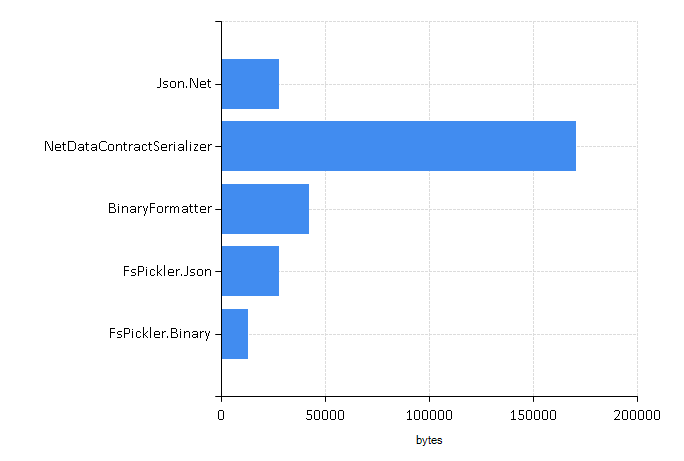 Json.Net
NetDataContractSerializer
BinaryFormatter
FsPickler.Json
FsPickler.Binary
0 50000 100000 150000 200000
bytes